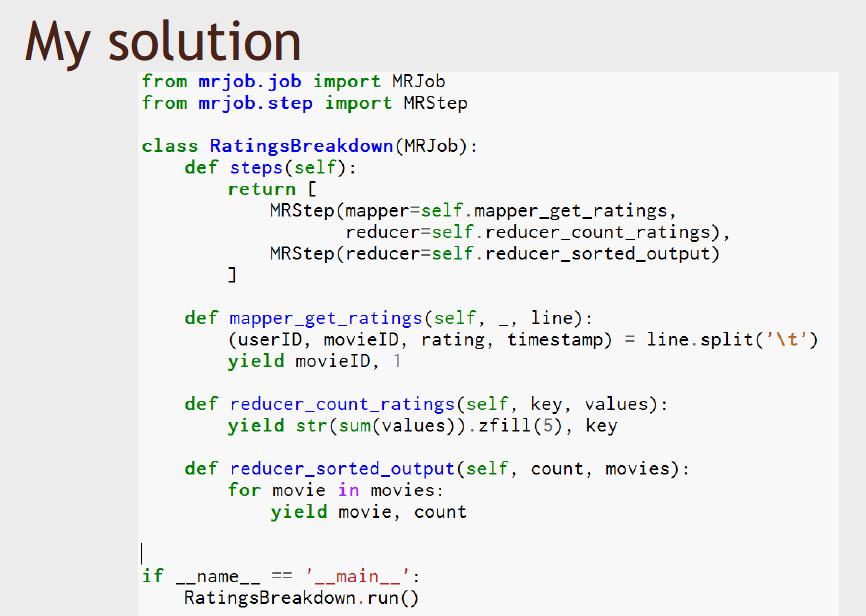 My solution
from mrjob.job import MRJob
from mrjob.step import MRStep

class RatingsBreakdown(MRJob):
    def steps(self):
        return [
            MRStep(mapper=self.mapper_get_ratings,
                   reducer=self.reducer_count_ratings),
            MRStep(reducer=self.reducer_sorted_output)
        ]

    def mapper_get_ratings(self, _, line):
        (userID, movieID, rating, timestamp) = line.split('\t')
        yield movieID, 1

    def reducer_count_ratings(self, key, values):
        yield str(sum(values)).zfill(5), key

    def reducer_sorted_output(self, count, movies):
        for movie in movies:
            yield movie, count

if __name__ == '__main__':
    RatingsBreakdown.run()